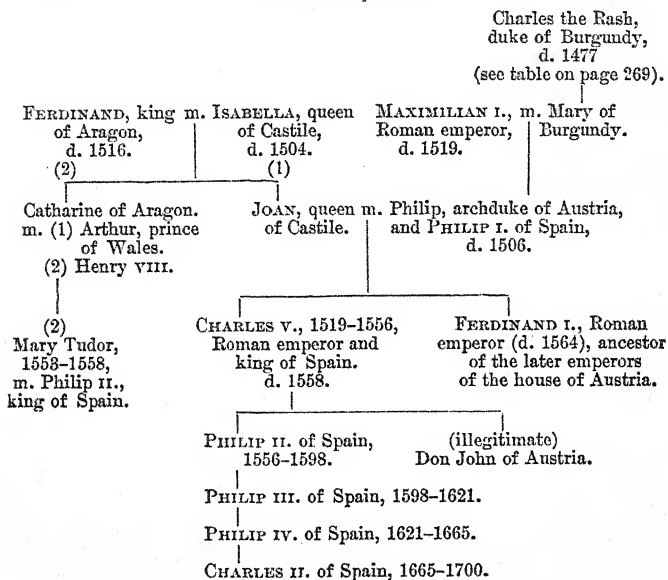 Charles the Rash,
duke of Burgundy,
d. 1477
(see table on page 269).
FERDINAND, king m. ISABELLA, queen
of Aragon, of Castile,
d. 1516. d. 1504.
(2) (1)
MAXIMILIAN I., m. Mary of
Roman emperor, Burgundy.
d. 1519.
Catharine of Aragon.
m. (1) Arthur, prince
of Wales.
(2) Henry VIII.
JOAN, queen m. Philip, archduke of Austria,
of Castile. and PHILIP I. of Spain,
d. 1506.
(2)
Mary Tudor,
1553–1558,
m. Philip II.,
king of Spain.
CHARLES V., 1519–1556,
Roman emperor and
king of Spain.
d. 1558.
FERDINAND I., Roman
emperor (d. 1564), ancestor
of the later emperors
of the house of Austria.
PHILIP II. of Spain,
1556–1598.
(illegitimate)
Don John of Austria.
PHILIP III. of Spain, 1598–1621.
PHILIP IV. of Spain, 1621–1665.
CHARLES II. of Spain, 1665–1700.